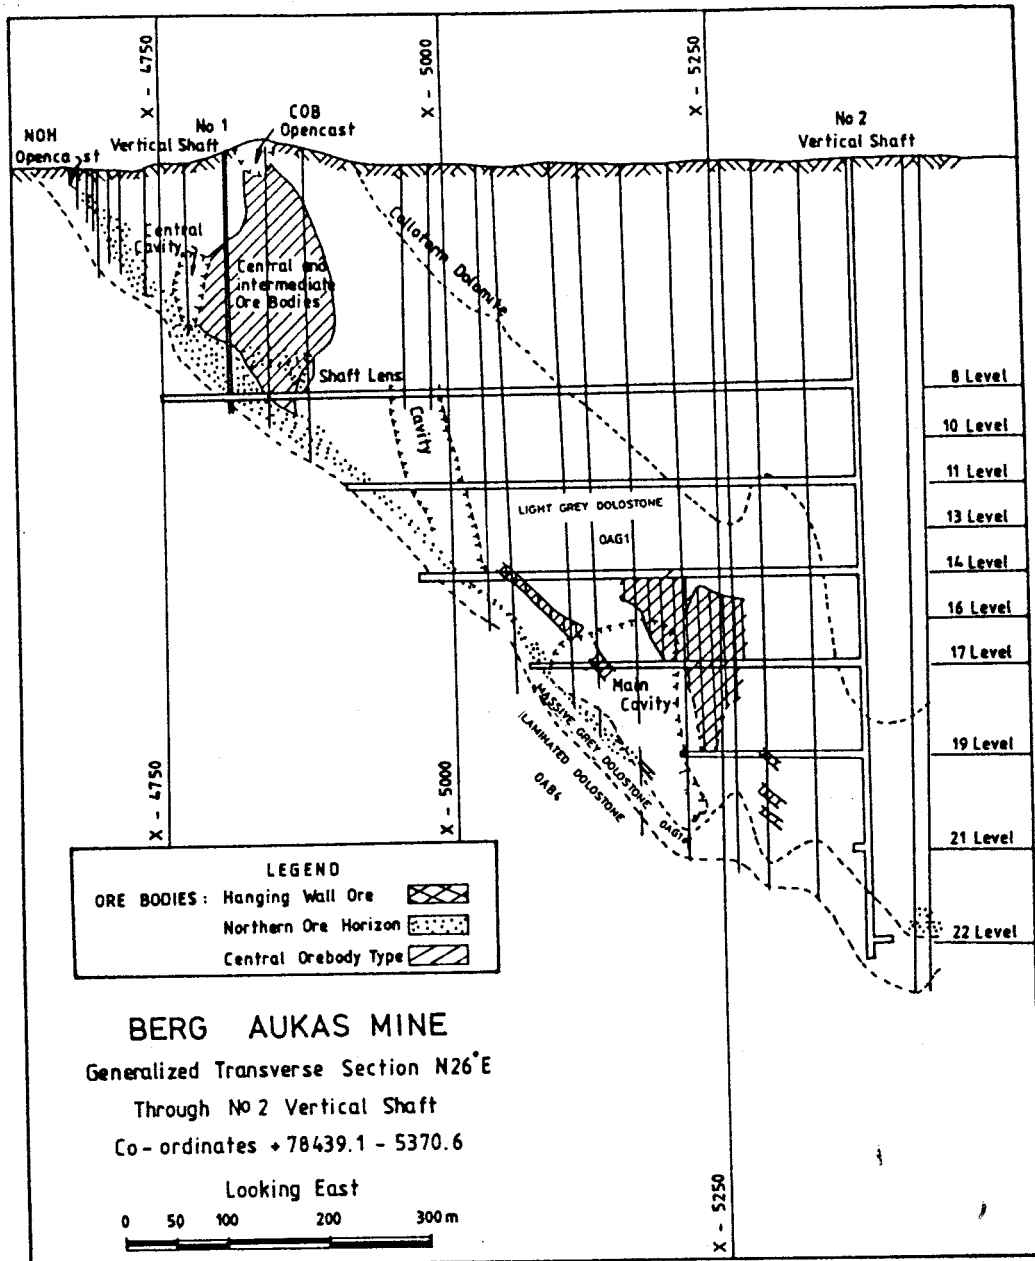 X - 4750
X - 5000
X - 5250
NOH
Opencast
No 1
Vertical Shaft
COB
Opencast
No 2
Vertical Shaft
Central
Cavity
Central and
intermediate
Ore Bodies
Colloform Dolomite
Shaft Lens
Cavity
8 Level
10 Level
11 Level
13 Level
14 Level
16 Level
17 Level
19 Level
21 Level
22 Level
LIGHT GREY DOLOSTONE
OAG1
Main
Cavity
MASSIVE GREY DOLOSTONE OAG1a
LAMINATED DOLOSTONE
OAB4
X - 4750
X - 5000
LEGEND
ORE BODIES: Hanging Wall Ore
Northern Ore Horizon
Central Orebody Type
BERG AUKAS MINE
Generalized Transverse Section N26°E
Through No 2 Vertical Shaft
Co-ordinates +78439.1 - 5370.6
Looking East
0 50 100 200 300m
X - 5250